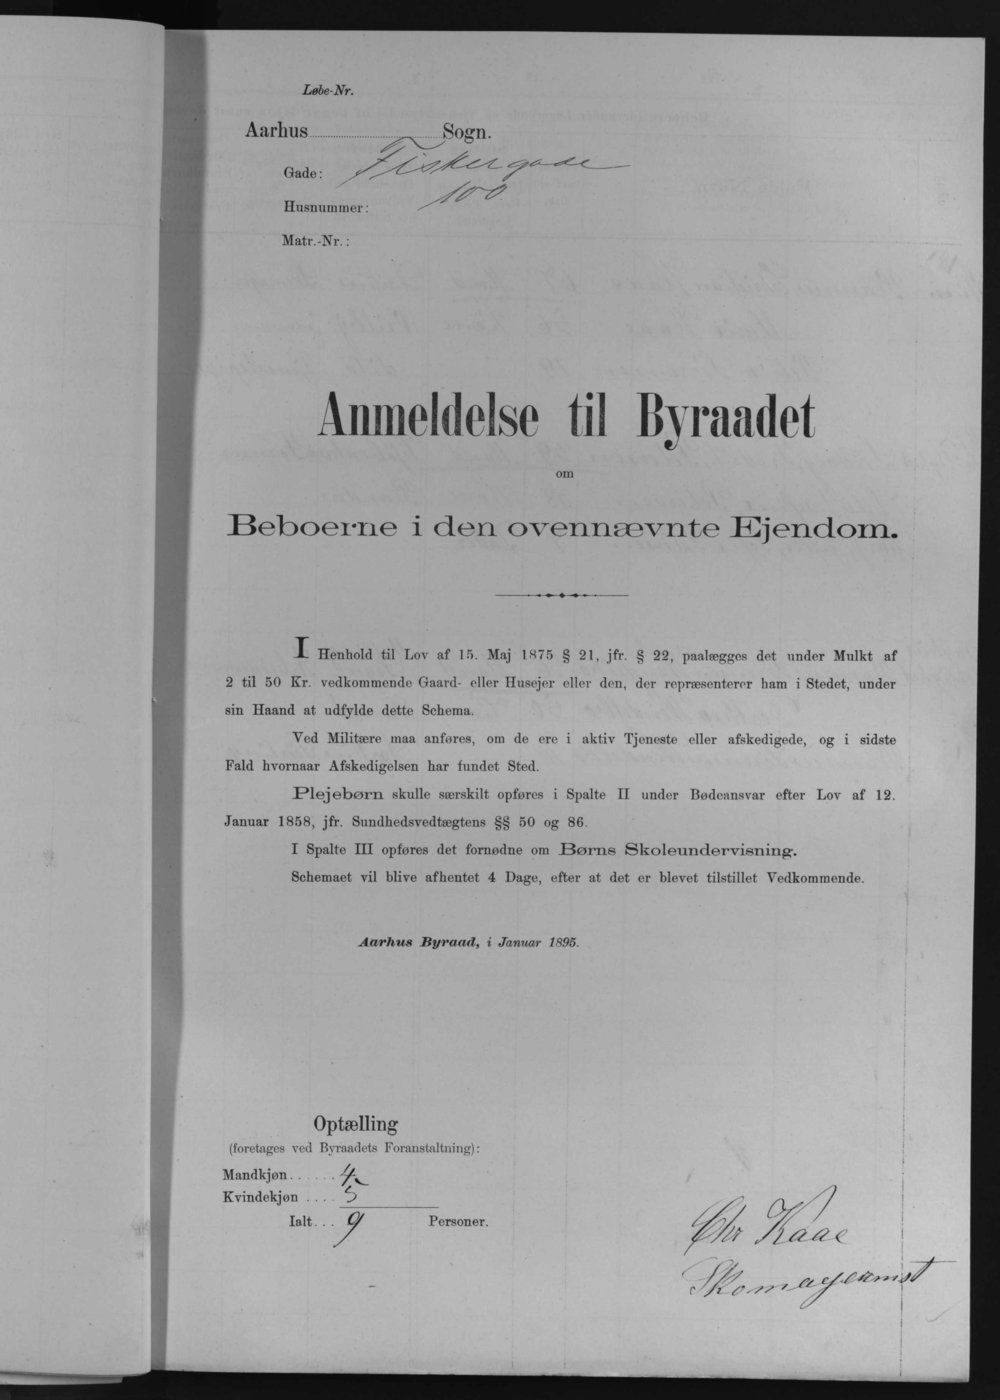 Løbe-Nr.
Aarhus Sogn.
Gade: Fiskergade
Husnummer: 100
Matr.-Nr.:
Anmeldelse til Byraadet
om
Beboerne i den ovennævnte Ejendom.
I Henhold til Lov af 15. Maj 1875 § 21, jfr. § 22, paalægges det under Mulkt af
2 til 50 Kr. vedkommende Gaard- eller Husejer eller den, der repræsenterer ham i Stedet, under
sin Haand at udfylde dette Schema.
Ved Militære maa anføres, om de ere i aktiv Tjeneste eller afskedigede, og i sidste
Fald hvornaar Afskedigelsen har fundet Sted.
Plejebørn skulle særskilt opføres i Spalte II under Bødeansvar efter Lov af 12.
Januar 1858, jfr. Sundhedsvedtægtens §§ 50 og 86.
I Spalte III opføres det fornødne om Børns Skoleundervisning.
Schemaet vil blive afhentet 4 Dage, efter at det er blevet tilstillet Vedkommende.
Aarhus Byraad, i Januar 1895.
Optælling
(foretages ved Byraadets Foranstaltning):
Mandkjøn...... 4
Kvindekjøn .... 5
Ialt... 9 Personer.
Chr Kaae
Skomagermst